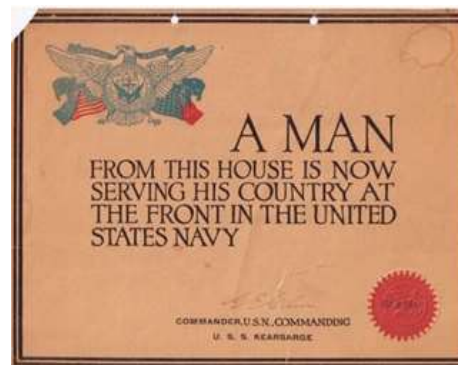 A MAN
FROM THIS HOUSE IS NOW
SERVING HIS COUNTRY AT
THE FRONT IN THE UNITED
STATES NAVY
COMMANDER, U.S.N., COMMANDING
U. S. S. KEARSARGE